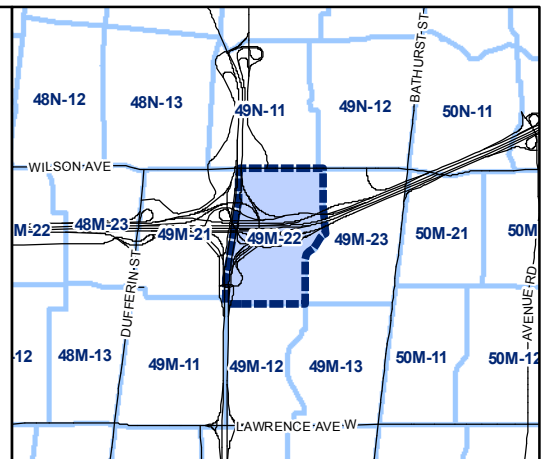 BATHURST ST
48N-12
48N-13
49N-11
49N-12
50N-11
WILSON AVE
M-22
48M-23
49M-21
49M-22
49M-23
50M-21
50M
DUFFERIN ST
AVENUE RD
-12
48M-13
49M-11
49M-12
49M-13
50M-11
50M-12
LAWRENCE AVE W